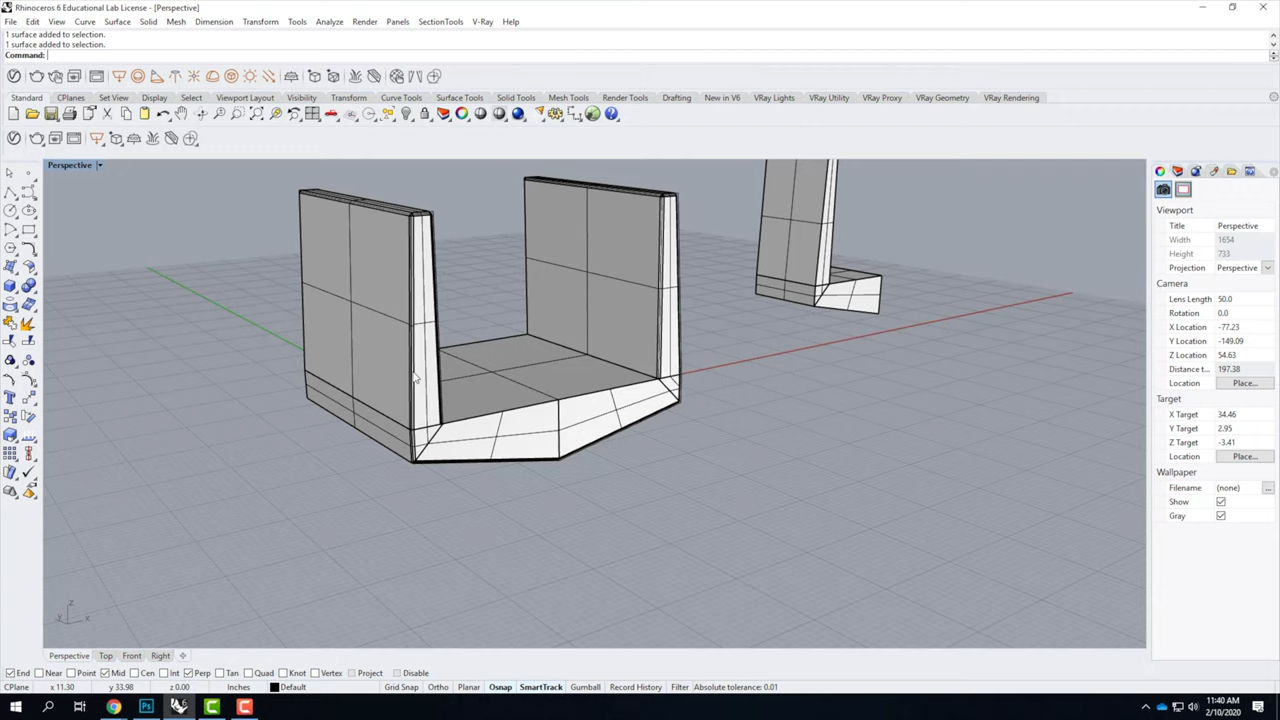 Rhinoceros 6 Educational Lab License - [Perspective]
File Edit View Curve Surface Solid Mesh Dimension Transform Tools Analyze Render Panels SectionTools V-Ray Help
1 surface added to selection.
1 surface added to selection.
Command:
Standard CPlanes Set View Display Select Viewport Layout Visibility Transform Curve Tools Surface Tools Solid Tools Mesh Tools Render Tools Drafting New in V6 VRay Lights VRay Utility VRay Proxy VRay Geometry VRay Rendering
Perspective
Viewport
Title Perspective
Width 1654
Height 733
Projection Perspective
Camera
Lens Length 50.0
Rotation 0.0
X Location -77.23
Y Location -149.09
Z Location 54.63
Distance t... 197.38
Location Place...
Target
X Target 34.46
Y Target 2.95
Z Target -3.41
Location Place...
Wallpaper
Filename (none) ...
Show
Gray
z
y x
Perspective Top Front Right
End Near Point Mid Cen Int Perp Tan Quad Knot Vertex Project Disable
CPlane x 11.30 y 33.98 z 0.00 Inches Default Grid Snap Ortho Planar Osnap SmartTrack Gumball Record History Filter Absolute tolerance: 0.01
11:40 AM
2/10/2020